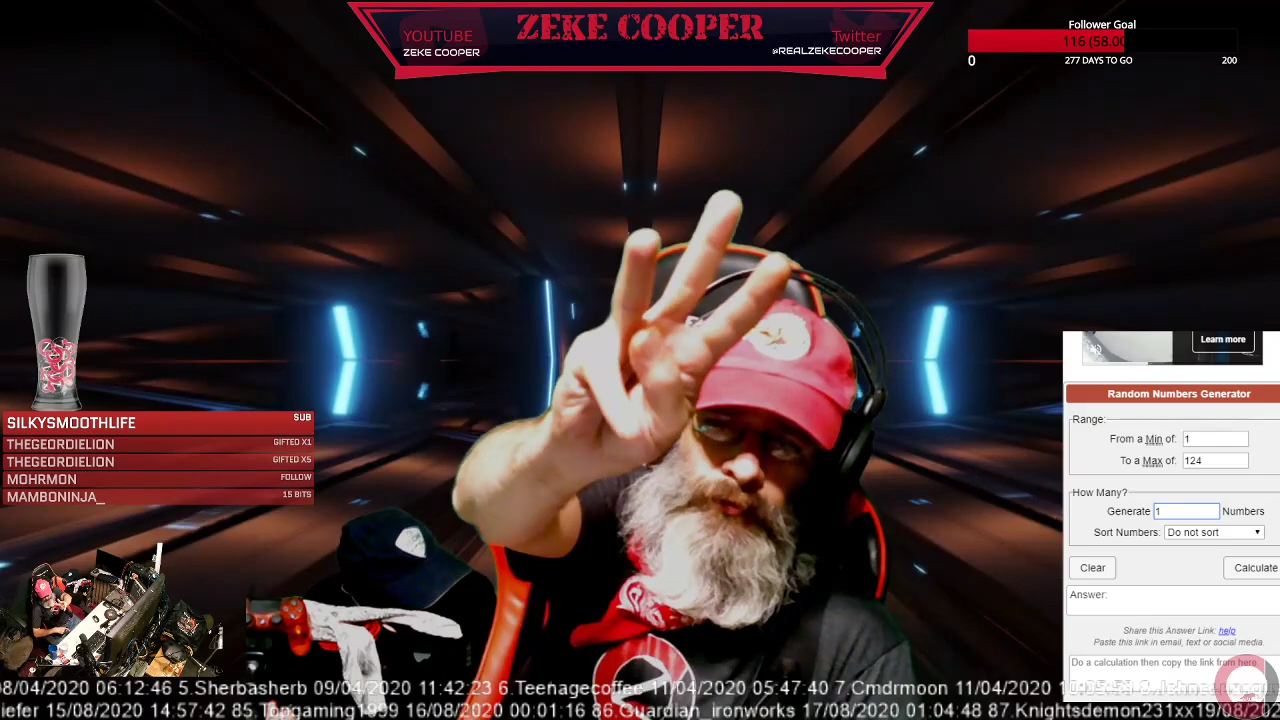 ZEKE COOPER
YOUTUBE
ZEKE COOPER
Twitter
@REALZEKECOOPER
Follower Goal
116 (58.00
0
277 DAYS TO GO
200
SILKYSMOOTHLIFE SUB
THEGEORDIELION GIFTED X1
THEGEORDIELION GIFTED X5
MOHRMON FOLLOW
MAMBONINJA_ 15 BITS
Learn more
Random Numbers Generator
Range:
From a Min of: 1
To a Max of: 124
How Many?
Generate 1 Numbers
Sort Numbers: Do not sort
Clear Calculate
Answer:
Share this Answer Link: help
Paste this link in email, text or social media.
Do a calculation then copy the link from here
8/04/2020 06:12:46 5.Sherbasherb 09/04/2020 11:42:23 6.Teenagecoffee 11/04/2020 05:47:40 7.Cmdrmoon 11/04/2020
iefer 15/08/2020 14:57:42 85.Topgaming1999 16/08/2020 00:01:16 86.Guardian_ironworks 17/08/2020 01:04:48 87.Knightsdemon231xx19/08/202